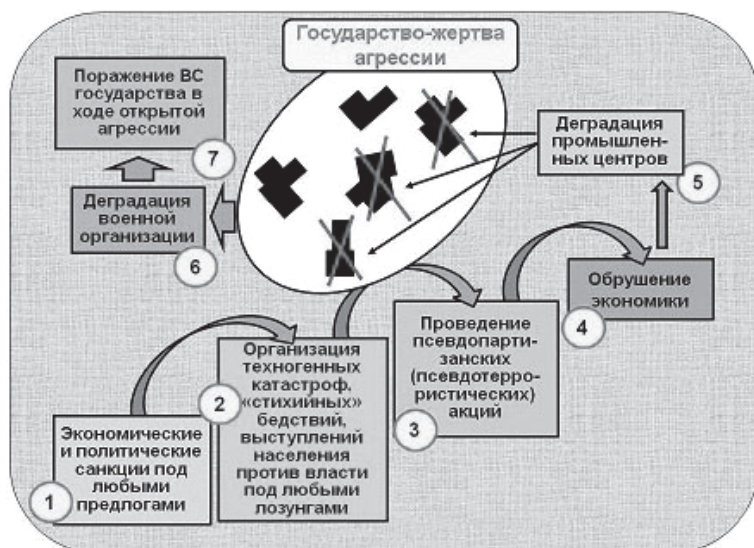 Государство-жертва
агрессии
Поражение ВС
государства в
ходе открытой
агрессии
7
Деградация
военной
организации
6
Деградация
промышлен-
ных центров
5
Обрушение
экономики
4
Проведение
псевдопарти-
занских
(псевдотерро-
ристических)
акций
3
Организация
техногенных
катастроф,
«стихийных»
бедствий,
выступлений
населения
против власти
под любыми
лозунгами
2
Экономические
и политические
санкции под
любыми
предлогами
1